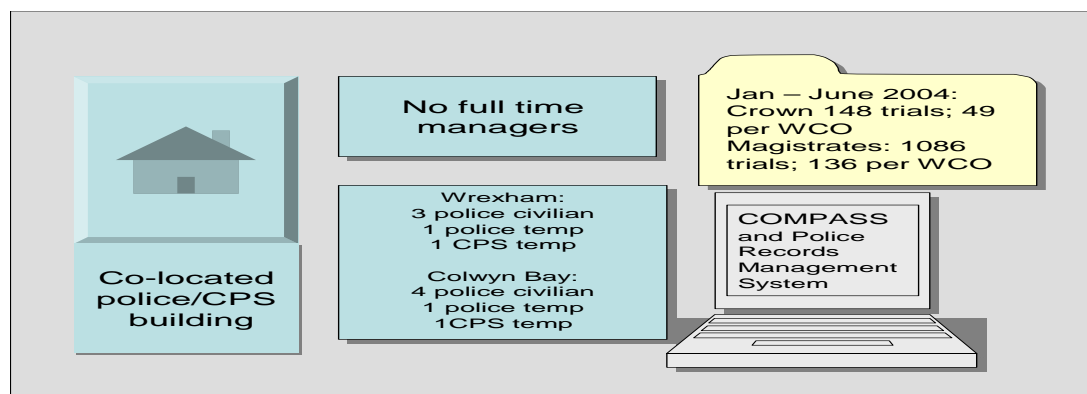 Co-located
police/CPS
building
No full time
managers
Wrexham:
3 police civilian
1 police temp
1 CPS temp
Colwyn Bay:
4 police civilian
1 police temp
1CPS temp
Jan – June 2004:
Crown 148 trials; 49
per WCO
Magistrates: 1086
trials; 136 per WCO
COMPASS
and Police
Records
Management
System